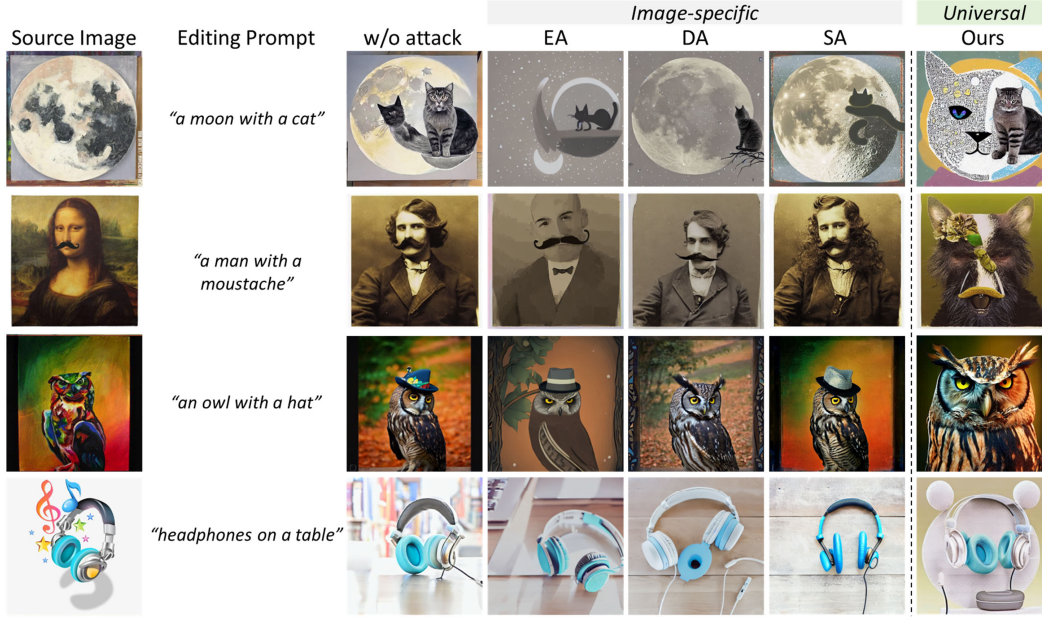 Image-specific
Universal
Source Image
Editing Prompt
w/o attack
EA
DA
SA
Ours
“a moon with a cat”
“a man with a
moustache”
“an owl with a hat”
“headphones on a table”